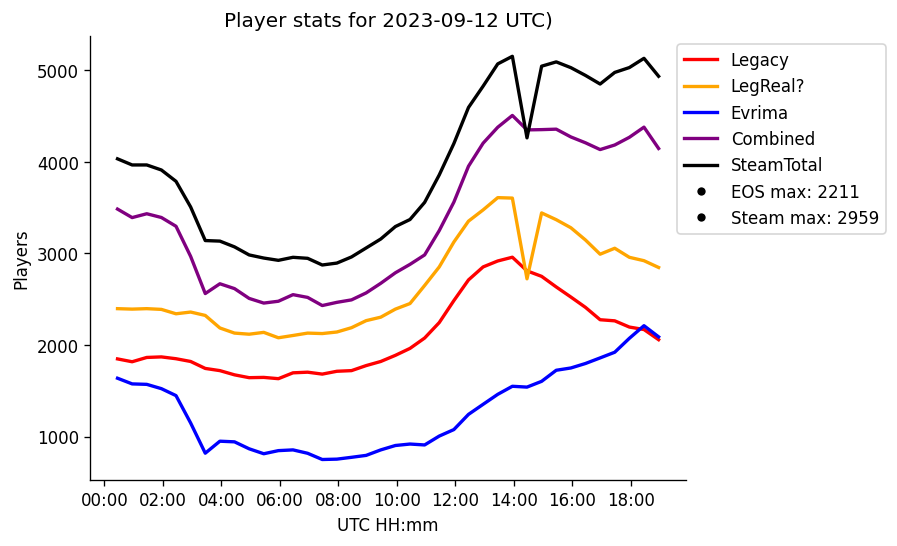 Player stats for 2023-09-12 UTC)
Legacy
LegReal?
Evrima
Combined
SteamTotal
EOS max: 2211
Steam max: 2959
5000
4000
3000
2000
1000
Players
00:00 02:00 04:00 06:00 08:00 10:00 12:00 14:00 16:00 18:00
UTC HH:mm